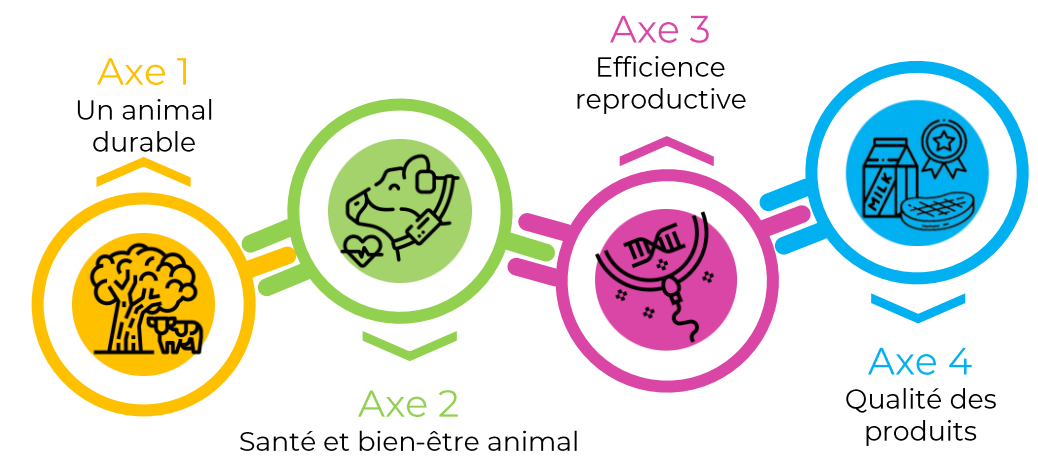 Axe 1
Un animal
durable
Axe 2
Santé et bien-être animal
Axe 3
Efficience
reproductive
MILK
Axe 4
Qualité des
produits